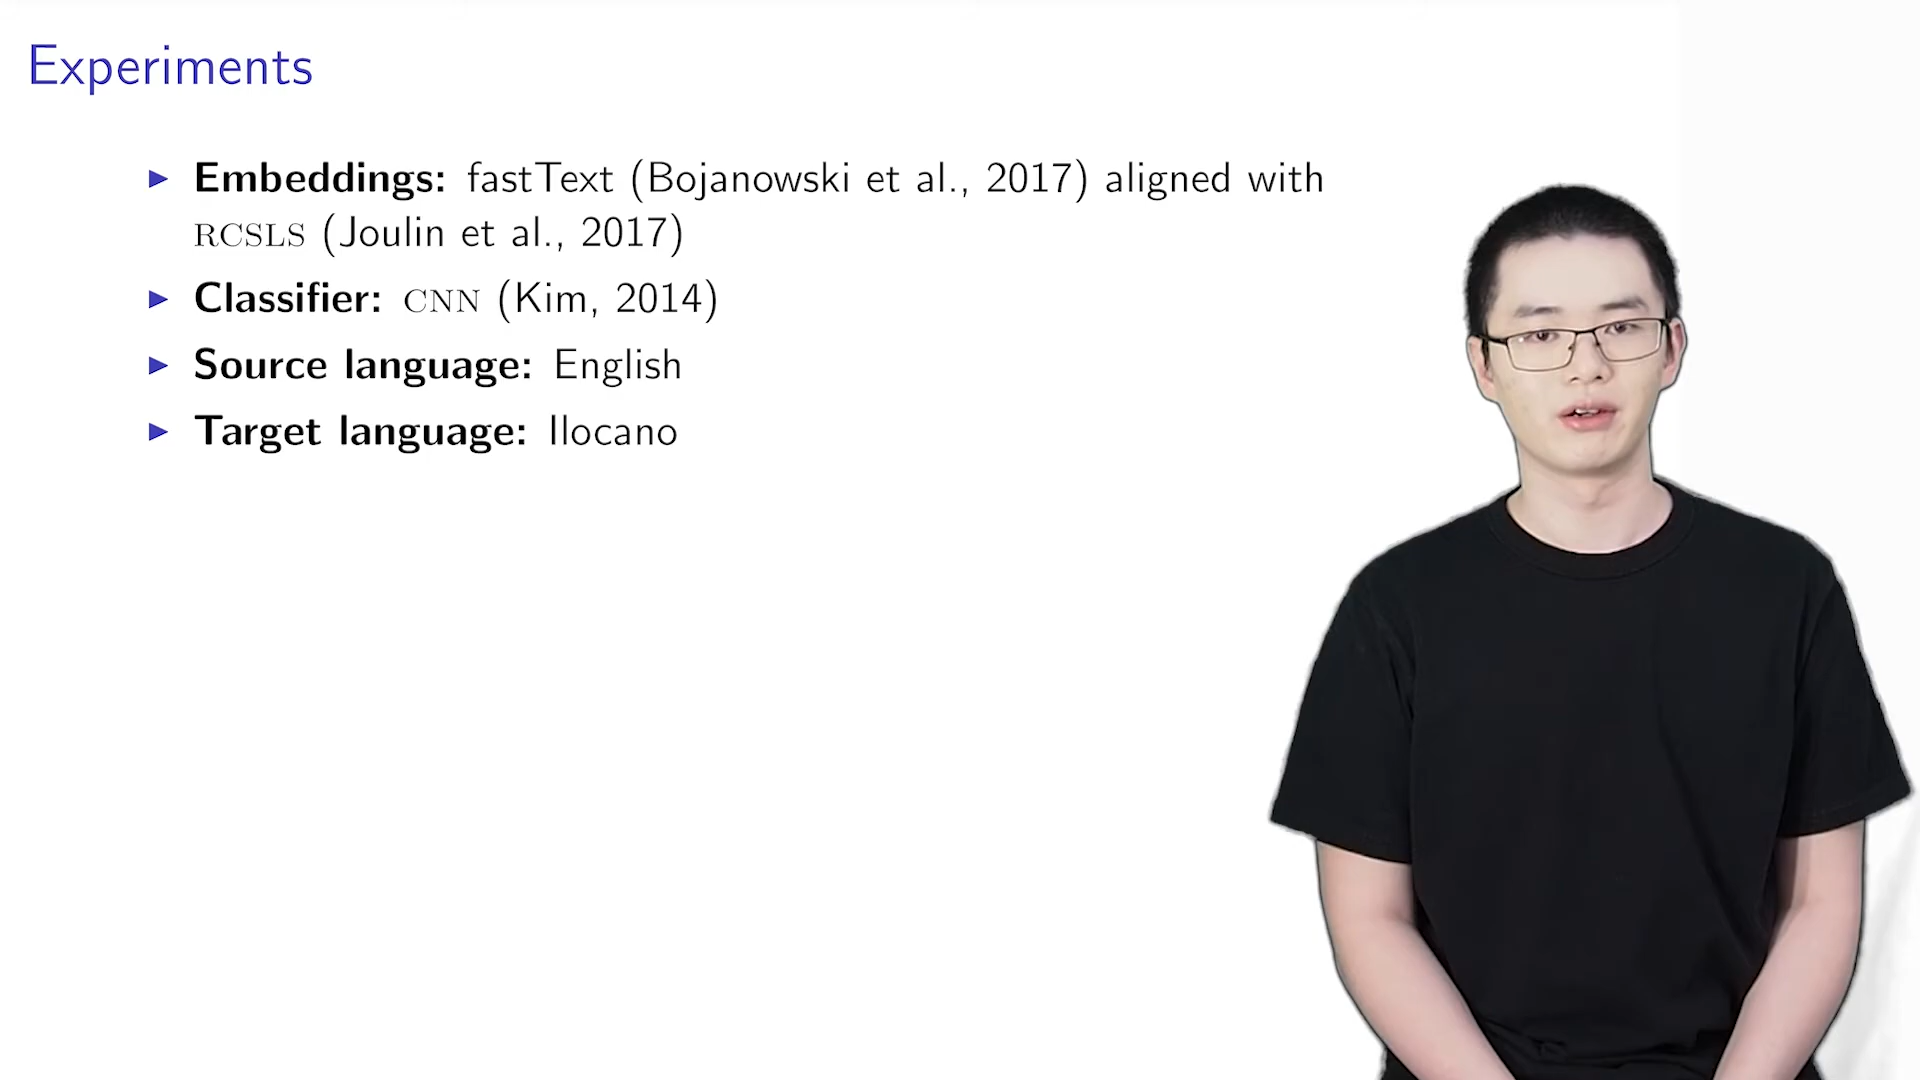 Experiments
▶ Embeddings: fastText (Bojanowski et al., 2017) aligned with
RCSLS (Joulin et al., 2017)
▶ Classifier: CNN (Kim, 2014)
▶ Source language: English
▶ Target language: Ilocano